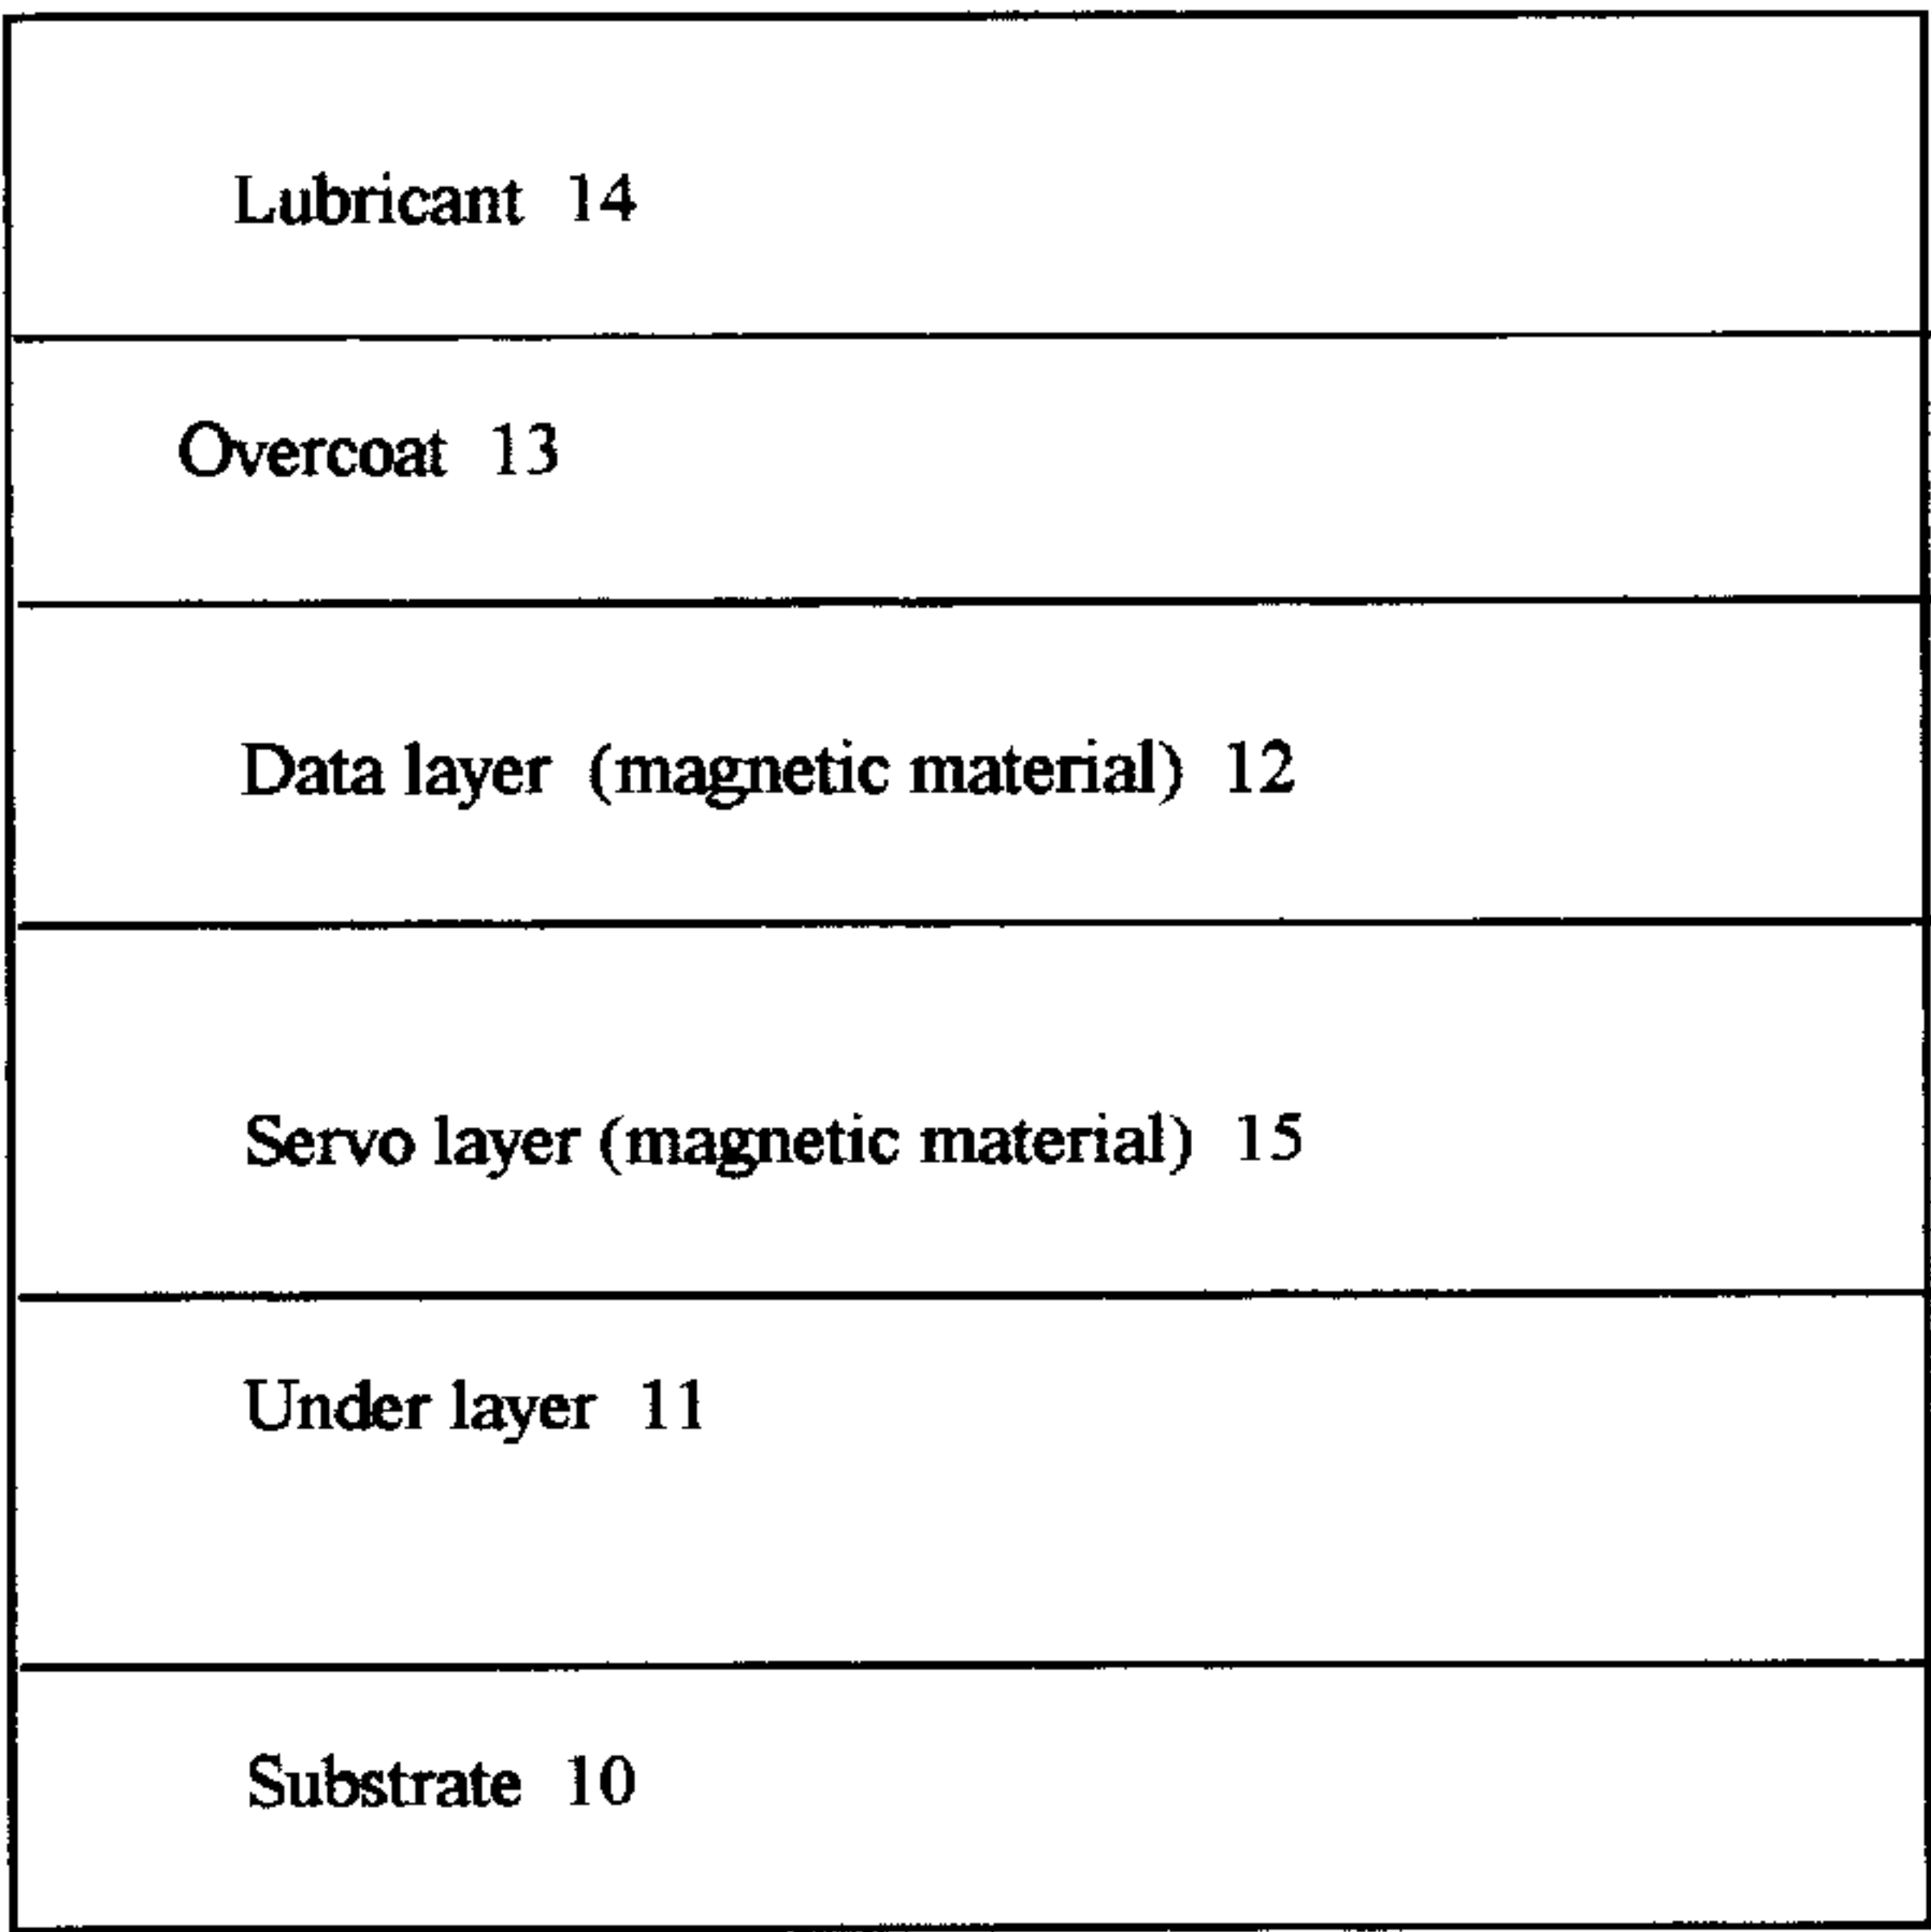 Lubricant 14
Overcoat 13
Data layer (magnetic material) 12
Servo layer (magnetic material) 15
Under layer 11
Substrate 10